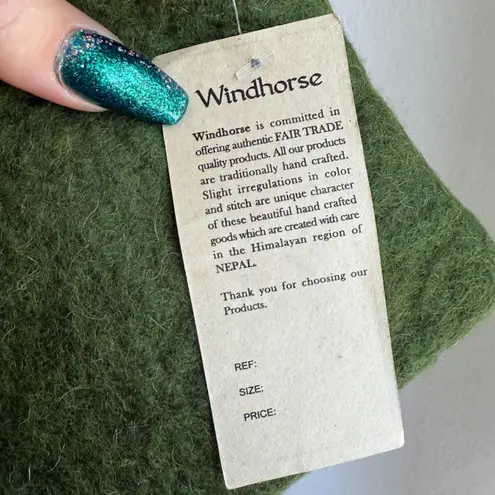 Windhorse
Windhorse is committed in
offering authentic FAIR TRADE
quality products. All our products
are traditionally hand crafted.
Slight irregulations in color
and stitch are unique character
of these beautiful hand crafted
goods which are created with care
in the Himalayan region of
NEPAL.
Thank you for choosing our
Products.
REF:
SIZE:
PRICE: